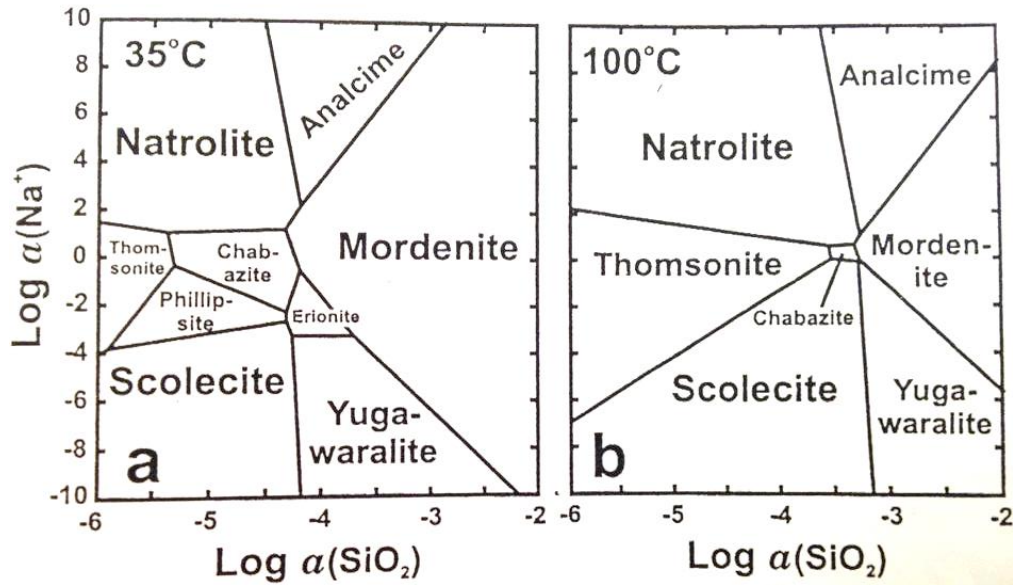 35°C
Natrolite
Analcime
Thom-
sonite
Chab-
azite
Mordenite
Phillip-
site
Erionite
Scolecite
Yuga-
waralite
a
10
8
6
4
2
0
-2
-4
-6
-8
-10
Log a(Na⁺)
-6
-5
-4
-3
-2
Log a(SiO₂)
100°C
Analcime
Natrolite
Thomsonite
Morden-
ite
Chabazite
Scolecite
Yuga-
waralite
b
-6
-5
-4
-3
-2
Log a(SiO₂)